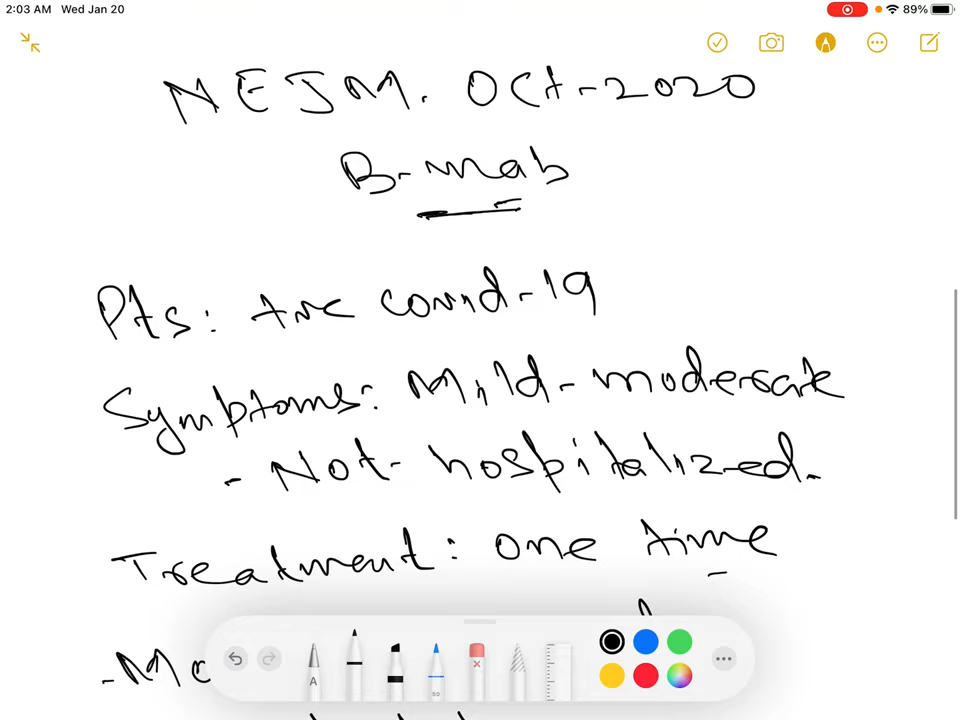 2:03 AM Wed Jan 20
89%
NEJM. Oct-2020
B-mab
Pts: +ve covid-19
Symptoms: Mild-moderate
- Not-hospitalized.
Treatment: one time